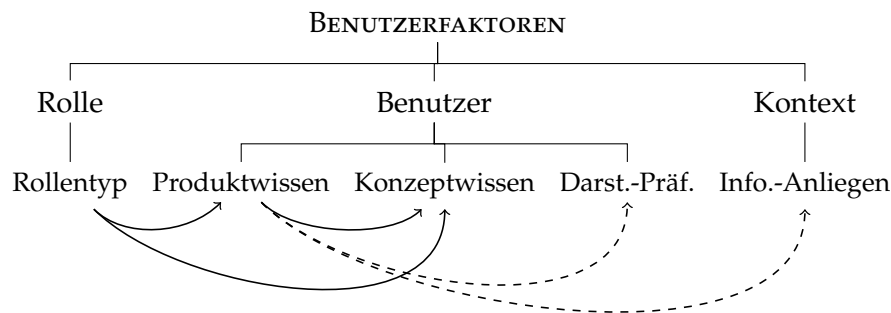 BENUTZERFAKTOREN
Rolle Benutzer Kontext
Rollentyp Produktwissen Konzeptwissen Darst.-Präf. Info.-Anliegen